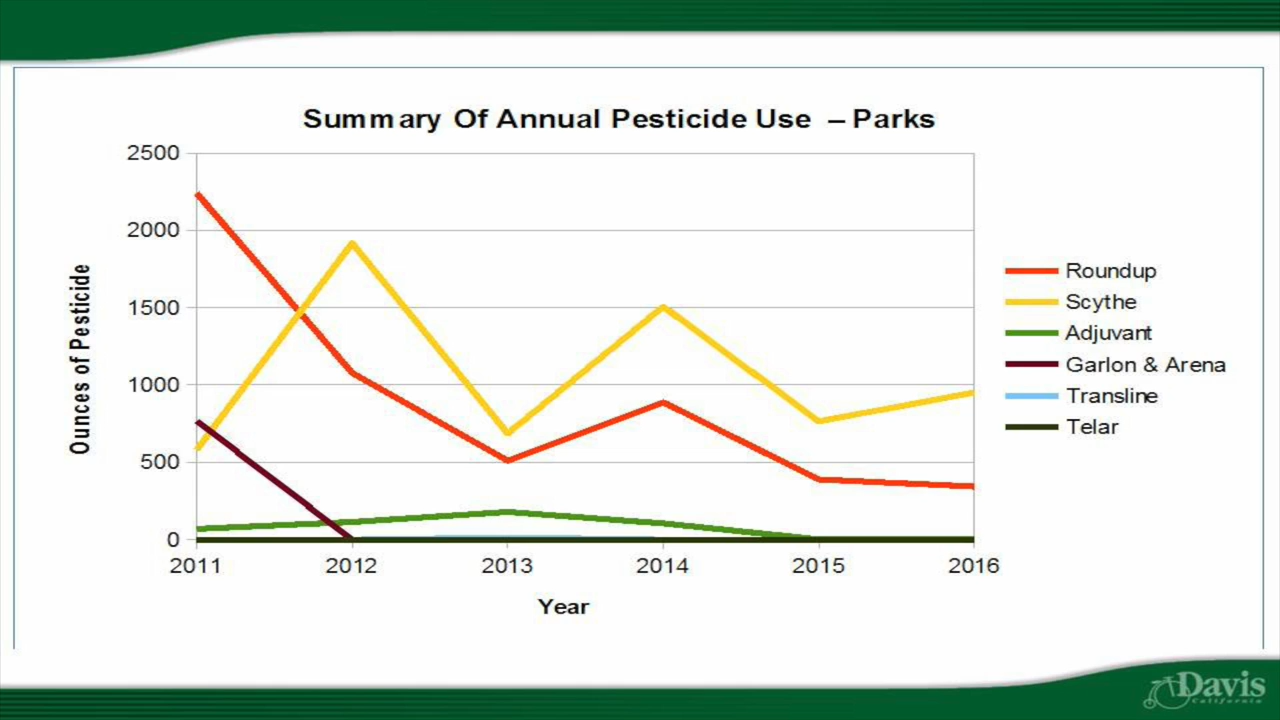 Summary Of Annual Pesticide Use – Parks
2500
2000
1500
1000
500
0
Ounces of Pesticide
2011 2012 2013 2014 2015 2016
Year
Roundup
Scythe
Adjuvant
Garlon & Arena
Transline
Telar
Davis
California